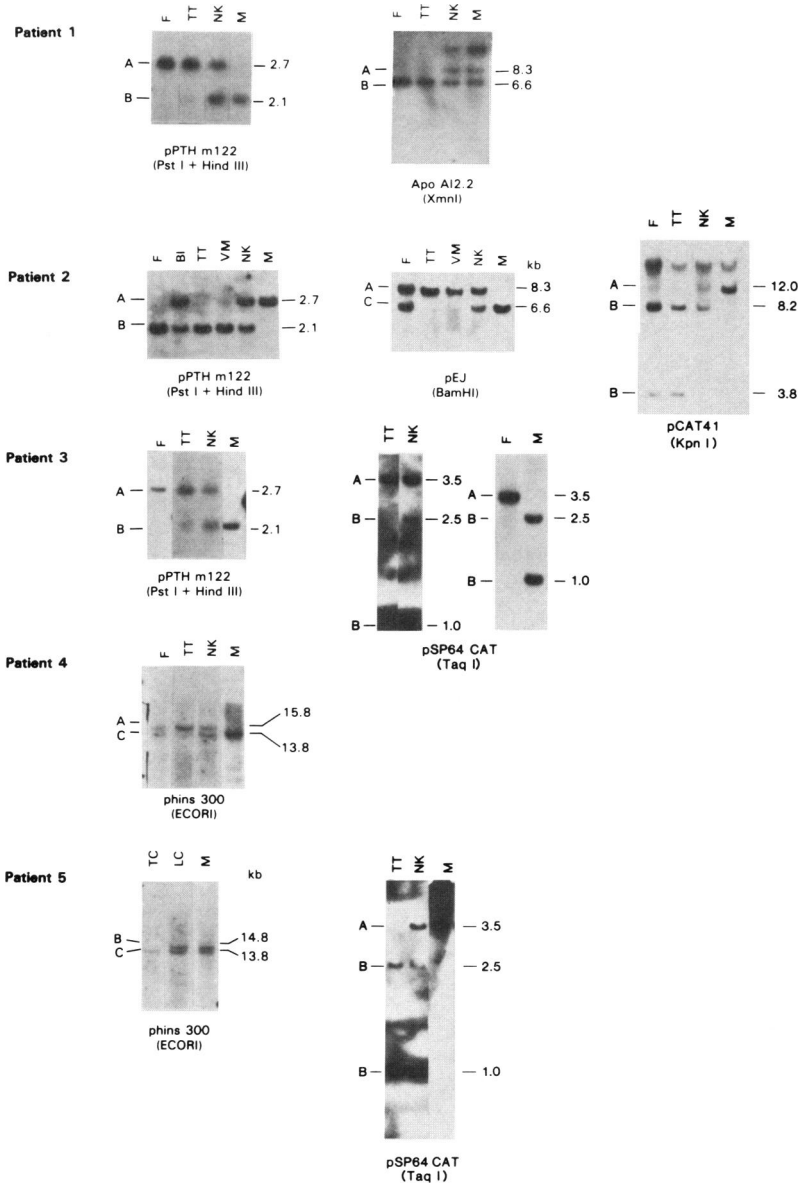 Patient 1
F TT NK M
A — — 2.7
B — — 2.1
pPTH m122
(Pst I + Hind III)
F TT NK M
A — — 8.3
B — — 6.6
Apo AI2.2
(XmnI)
Patient 2
F BI TT VM NK M
A — — 2.7
B — — 2.1
pPTH m122
(Pst I + Hind III)
F TT VM NK M kb
A — — 8.3
C — — 6.6
pEJ
(BamHI)
F TT NK M
A — — 12.0
B — — 8.2
B — — 3.8
pCAT41
(Kpn I)
Patient 3
F TT NK M
A — — 2.7
B — — 2.1
pPTH m122
(Pst I + Hind III)
TT NK
A — — 3.5
B — — 2.5
B — — 1.0
F M
A — — 3.5
B — — 2.5
B — — 1.0
pSP64 CAT
(Taq I)
Patient 4
F TT NK M
A — 15.8
C — 13.8
phins 300
(ECORI)
Patient 5
TC LC M kb
B — 14.8
C — 13.8
phins 300
(ECORI)
TT NK M
A — — 3.5
B — — 2.5
B — — 1.0
pSP64 CAT
(Taq I)